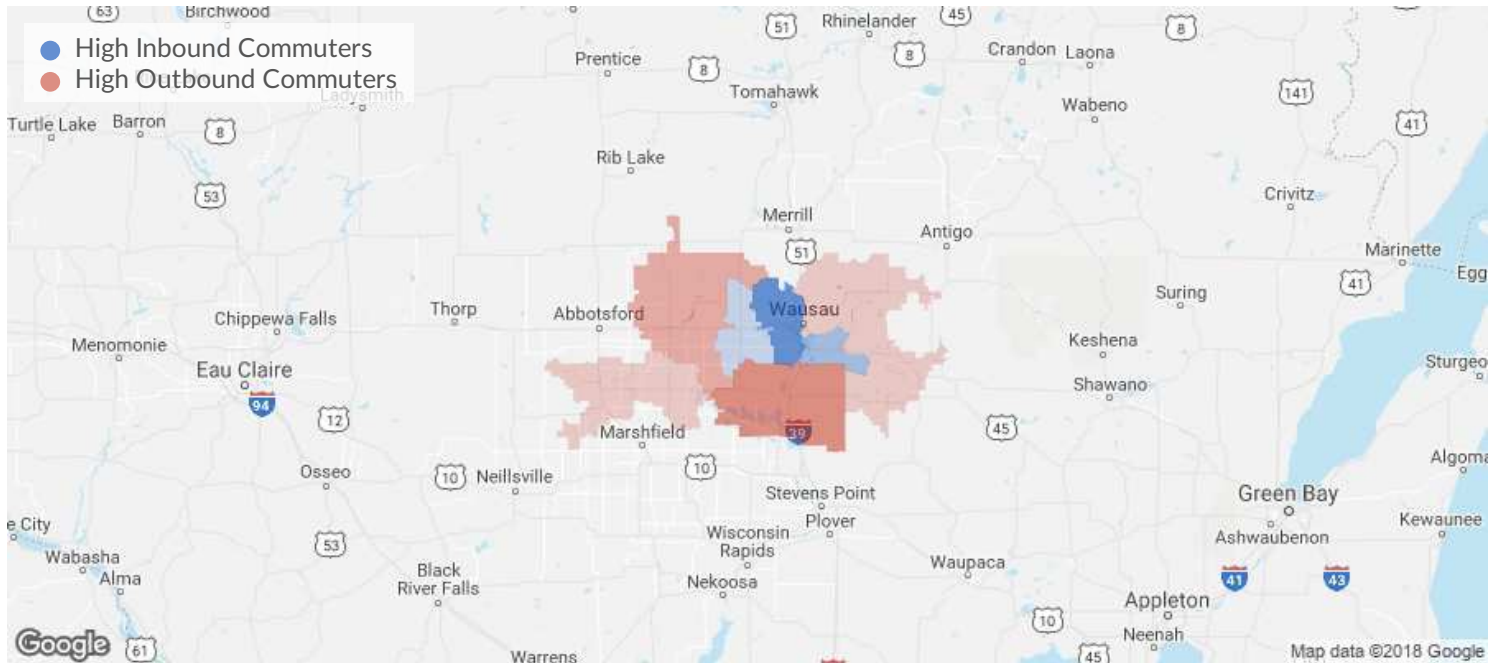 63
Birchwood
45
High Inbound Commuters
High Outbound Commuters
Ladysmith
51
Rhinelander
8
Prentice
8
8
Crandon
Laona
Tomahawk
141
Wabeno
41
Turtle Lake
Barron
8
Rib Lake
53
Crivitz
Merrill
51
Antigo
Marinette
Egg
41
Suring
Thorp
Abbotsford
Wausau
Chippewa Falls
Menomonie
Keshena
Eau Claire
Sturgeo
Shawano
94
12
Marshfield
39
45
10
Algoma
Osseo
10
Neillsville
Stevens Point
Green Bay
Plover
Kewaunee
e City
Wisconsin
Rapids
Ashwaubenon
53
Wabasha
Alma
Black
River Falls
Waupaca
Nekoosa
41
43
Appleton
10
Neenah
Google
61
Warrens
45
Map data ©2018 Google